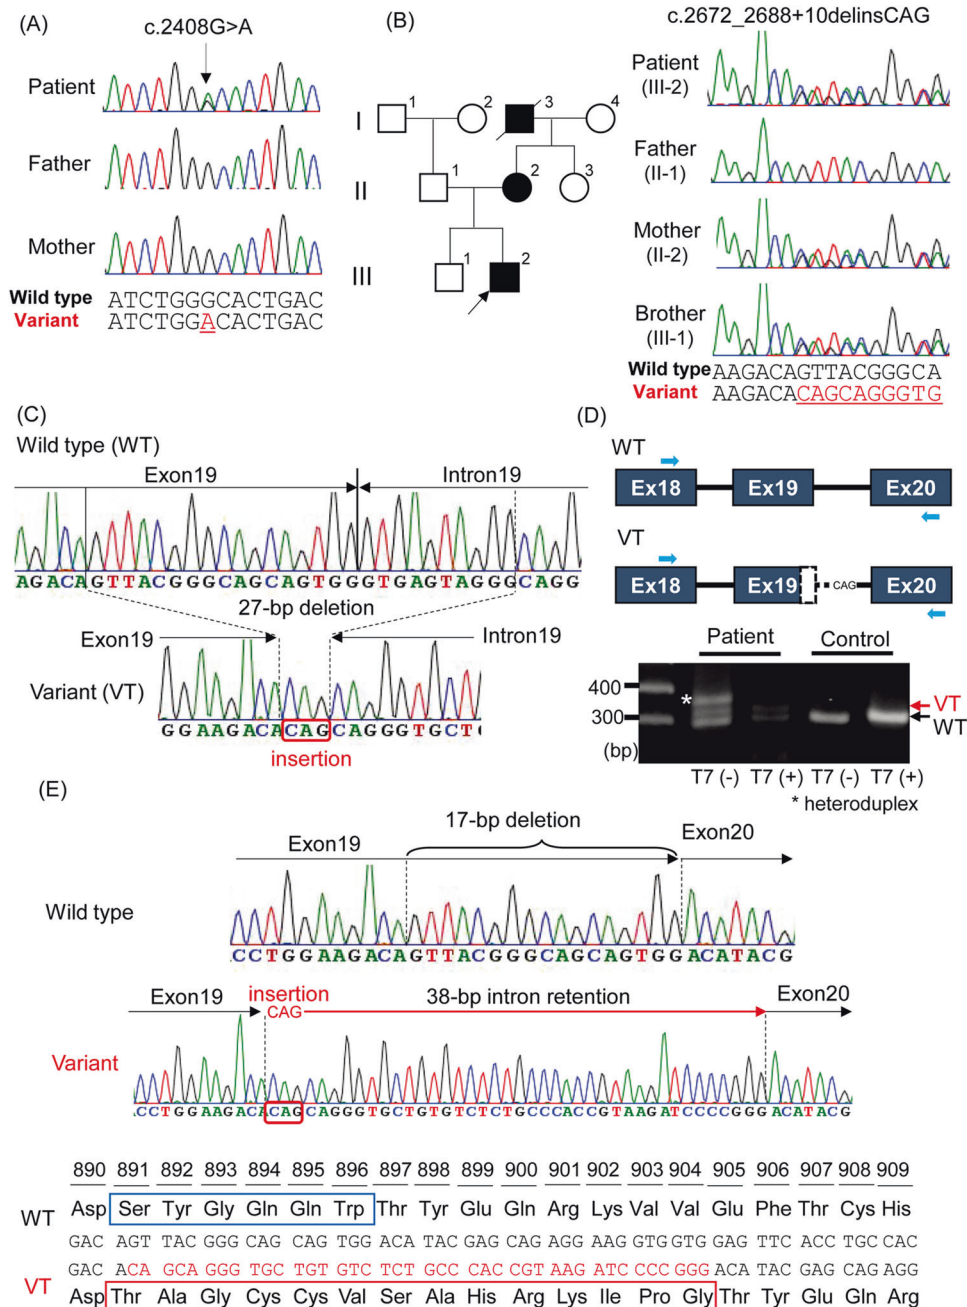 (A)
c.2408G>A
Patient
Father
Mother
Wild type ATCTGGGCACTGAC
Variant ATCTGGACACTGAC
(B)
c.2672_2688+10delinsCAG
I
1
2
3
4
II
1
2
3
III
1
2
Patient
(III-2)
Father
(II-1)
Mother
(II-2)
Brother
(III-1)
Wild type AAGACAGTTACGGGCA
Variant AAGACACAGCAGGGTG
(C)
Wild type (WT)
Exon19 Intron19
AGACAGTTACGGGCAGCAGTGGGTGAGTAGGGCAGG
27-bp deletion
Exon19 Intron19
Variant (VT)
GGAAGACACAGCAGGGTGCTG
insertion
(D)
WT
Ex18 Ex19 Ex20
VT
Ex18 Ex19 CAG Ex20
Patient Control
400
300
(bp)
*
VT
WT
T7 (-) T7 (+) T7 (-) T7 (+)
* heteroduplex
(E)
17-bp deletion
Exon19 Exon20
Wild type
CCTGGAAGACAGTTACGGGCAGCAGTGGACATACG
Exon19 insertion 38-bp intron retention Exon20
CAG
Variant
ACCTGGAAGACACAGCAGGGTGCTGTGTCTCTGCCCACCGTAAGATCCCCGGGACATACG
890 891 892 893 894 895 896 897 898 899 900 901 902 903 904 905 906 907 908 909
WT Asp Ser Tyr Gly Gln Gln Trp Thr Tyr Glu Gln Arg Lys Val Val Glu Phe Thr Cys His
GAC AGT TAC GGG CAG CAG TGG ACA TAC GAG CAG AGG AAG GTG GTG GAG TTC ACC TGC CAC
GAC ACA GCA GGG TGC TGT GTC TCT GCC CAC CGT AAG ATC CCC GGG ACA TAC GAG CAG AGG
VT Asp Thr Ala Gly Cys Cys Val Ser Ala His Arg Lys Ile Pro Gly Thr Tyr Glu Gln Arg